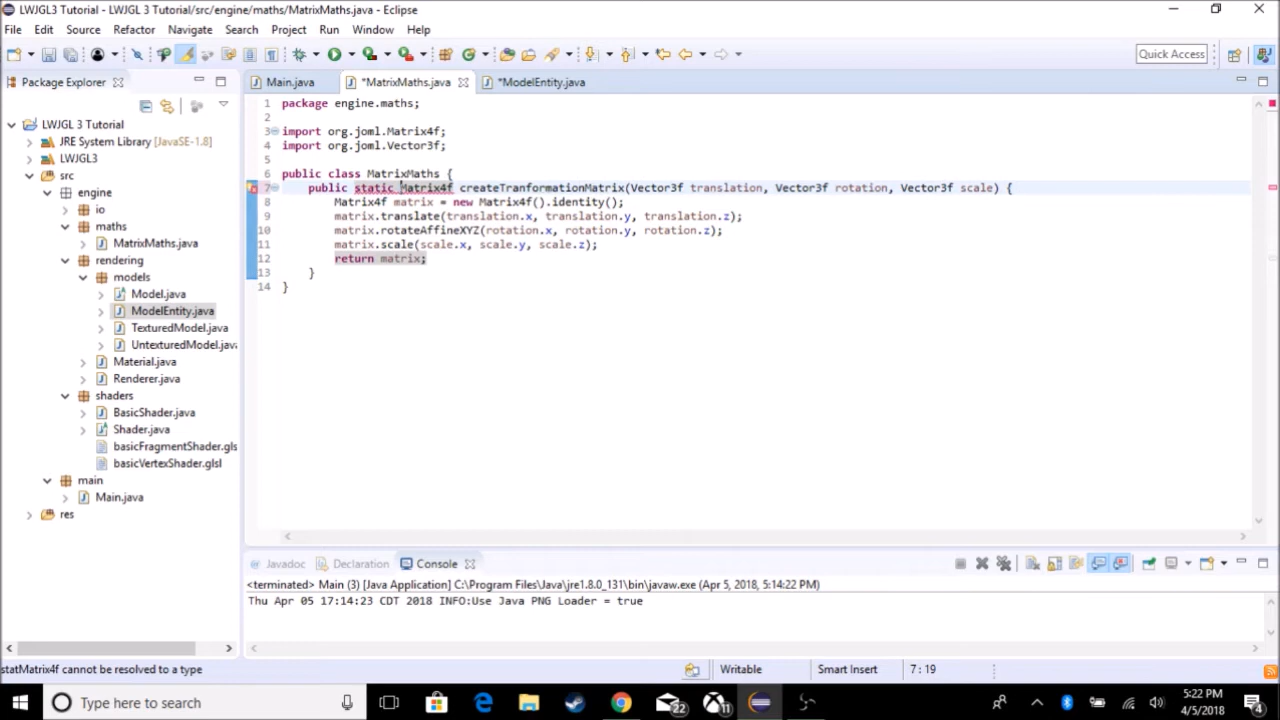 LWJGL 3 Tutorial/src/engine/maths/MatrixMaths.java - Eclipse
File Edit Source Refactor Navigate Search Project Run Window Help
Quick Access
Package Explorer
Main.java *MatrixMaths.java *ModelEntity.java
LWJGL 3 Tutorial
JRE System Library [JavaSE-1.8]
LWJGL3
src
engine
io
maths
MatrixMaths.java
rendering
models
Model.java
ModelEntity.java
TexturedModel.java
UntexturedModel.java
Material.java
Renderer.java
shaders
BasicShader.java
Shader.java
basicFragmentShader.gls
basicVertexShader.glsl
main
Main.java
res
1 package engine.maths;
2
3 import org.joml.Matrix4f;
4 import org.joml.Vector3f;
5
6 public class MatrixMaths {
7 public static Matrix4f createTranformationMatrix(Vector3f translation, Vector3f rotation, Vector3f scale) {
8 Matrix4f matrix = new Matrix4f().identity();
9 matrix.translate(translation.x, translation.y, translation.z);
10 matrix.rotateAffineXYZ(rotation.x, rotation.y, rotation.z);
11 matrix.scale(scale.x, scale.y, scale.z);
12 return matrix;
13 }
14 }
Javadoc Declaration Console
<terminated> Main (3) [Java Application] C:\Program Files\Java\jre1.8.0_131\bin\javaw.exe (Apr 5, 2018, 5:14:22 PM)
Thu Apr 05 17:14:23 CDT 2018 INFO:Use Java PNG Loader = true
statMatrix4f cannot be resolved to a type
Writable Smart Insert 7 : 19
Type here to search
22
11
5:22 PM
4/5/2018
4